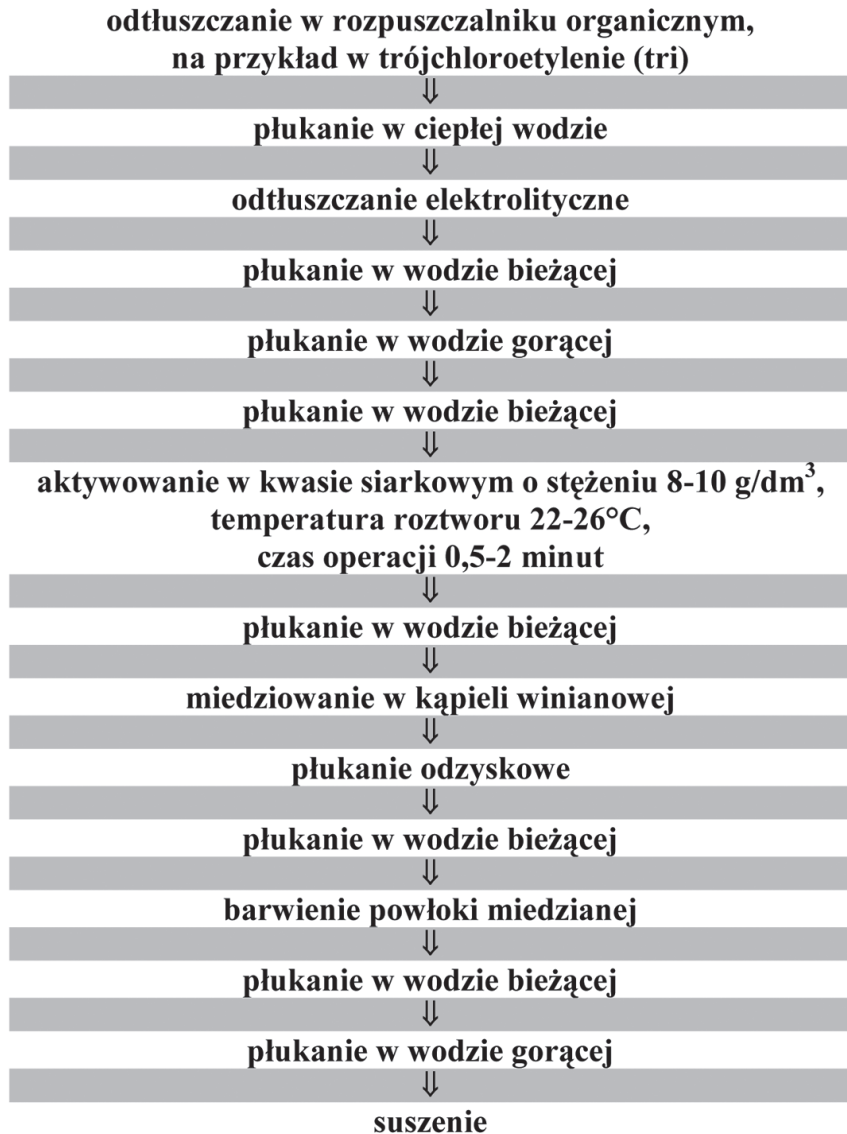 odtłuszczanie w rozpuszczalniku organicznym,
na przykład w trójchloroetylenie (tri)
⇓
płukanie w ciepłej wodzie
⇓
odtłuszczanie elektrolityczne
⇓
płukanie w wodzie bieżącej
⇓
płukanie w wodzie gorącej
⇓
płukanie w wodzie bieżącej
⇓
aktywowanie w kwasie siarkowym o stężeniu 8-10 g/dm³,
temperatura roztworu 22-26°C,
czas operacji 0,5-2 minut
⇓
płukanie w wodzie bieżącej
⇓
miedziowanie w kąpieli winianowej
⇓
płukanie odzyskowe
⇓
płukanie w wodzie bieżącej
⇓
barwienie powłoki miedzianej
⇓
płukanie w wodzie bieżącej
⇓
płukanie w wodzie gorącej
⇓
suszenie